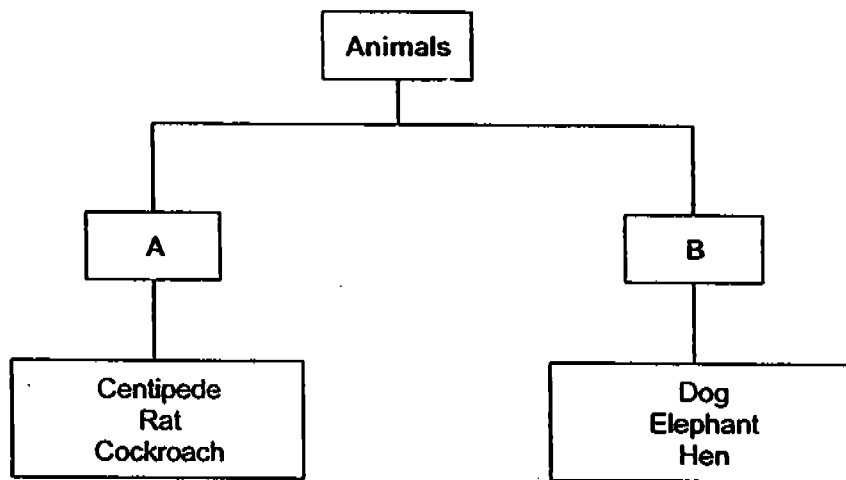 Animals
A
B
Centipede
Rat
Cockroach
Dog
Elephant
Hen